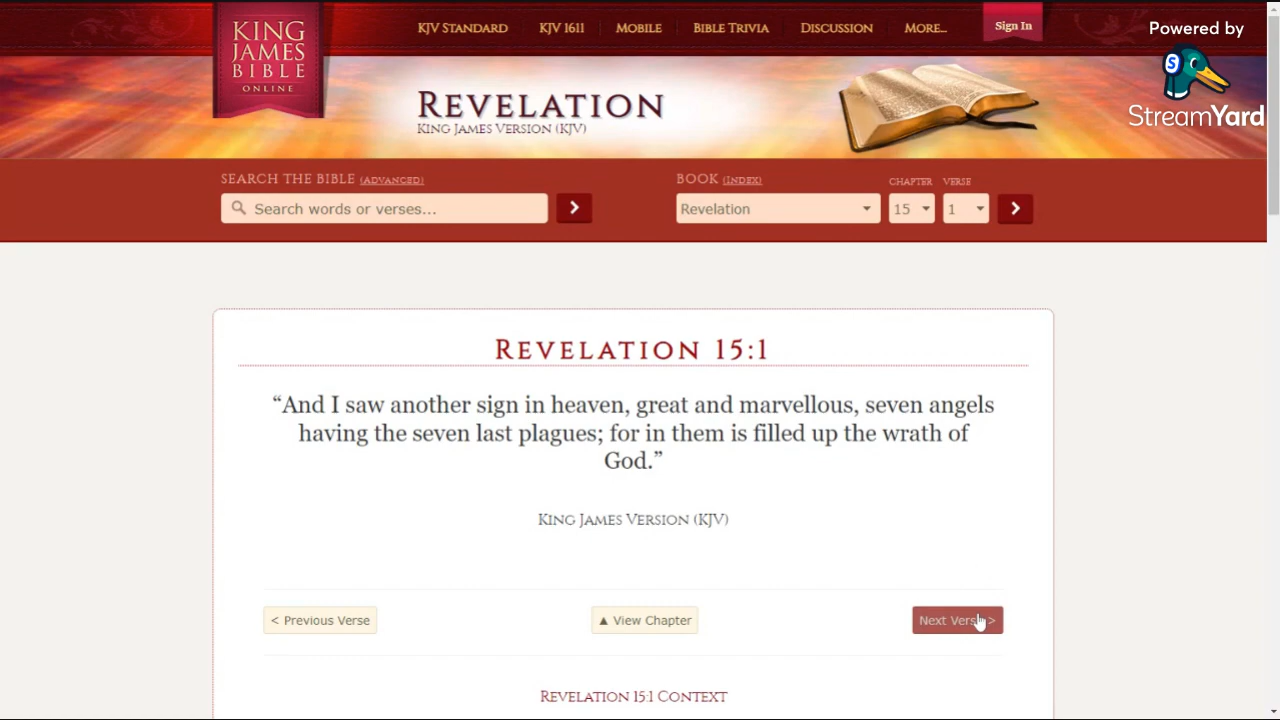 KING
JAMES
BIBLE
ONLINE
KJV STANDARD KJV 1611 MOBILE BIBLE TRIVIA DISCUSSION MORE... Sign In
Powered by
S
StreamYard
REVELATION
KING JAMES VERSION (KJV)
SEARCH THE BIBLE (ADVANCED) BOOK (INDEX) CHAPTER VERSE
Search words or verses... > Revelation 15 1 >
REVELATION 15:1
“And I saw another sign in heaven, great and marvellous, seven angels
having the seven last plagues; for in them is filled up the wrath of
God.”
KING JAMES VERSION (KJV)
< Previous Verse ▲ View Chapter Next Verse >
REVELATION 15:1 CONTEXT